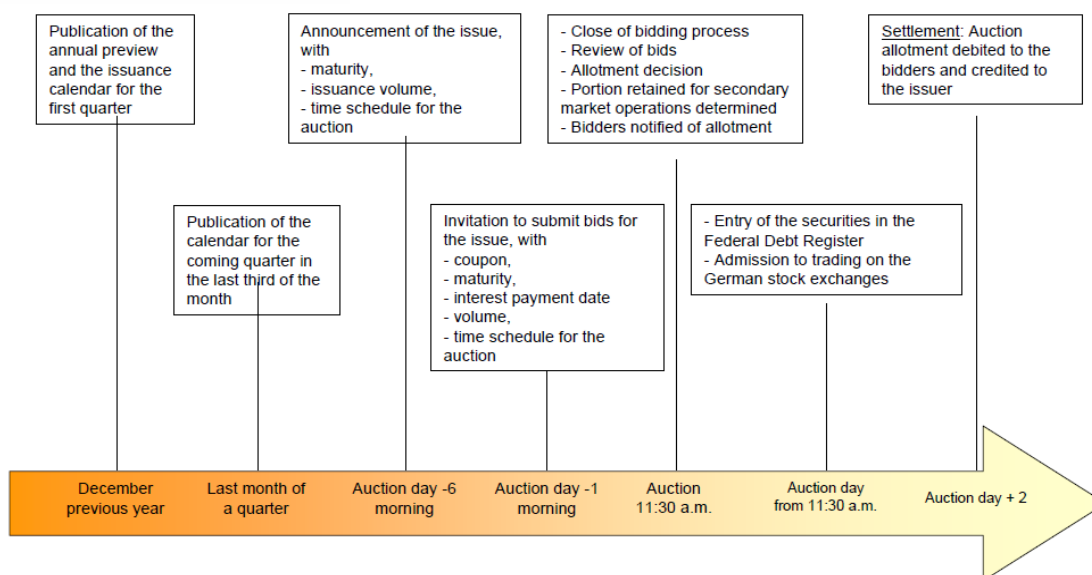 Publication of the
annual preview
and the issuance
calendar for the
first quarter
Announcement of the issue,
with
- maturity,
- issuance volume,
- time schedule for the
auction
- Close of bidding process
- Review of bids
- Allotment decision
- Portion retained for secondary
market operations determined
- Bidders notified of allotment
Settlement: Auction
allotment debited to the
bidders and credited to
the issuer
Publication of the
calendar for the
coming quarter in
the last third of the
month
Invitation to submit bids for
the issue, with
- coupon,
- maturity,
- interest payment date
- volume,
- time schedule for the
auction
- Entry of the securities in the
Federal Debt Register
- Admission to trading on the
German stock exchanges
December
previous year
Last month of
a quarter
Auction day -6
morning
Auction day -1
morning
Auction
11:30 a.m.
Auction day
from 11:30 a.m.
Auction day + 2